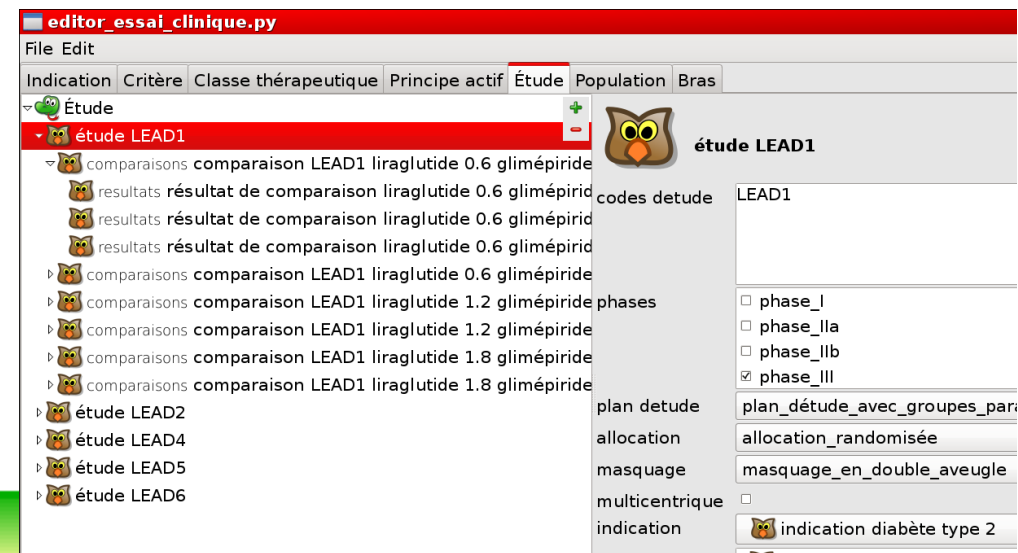 editor_essai_clinique.py
File Edit
Indication Critère Classe thérapeutique Principe actif Étude Population Bras
Étude
étude LEAD1
comparaisons comparaison LEAD1 liraglutide 0.6 glimépiride
resultats résultat de comparaison liraglutide 0.6 glimépirid
resultats résultat de comparaison liraglutide 0.6 glimépirid
resultats résultat de comparaison liraglutide 0.6 glimépirid
comparaisons comparaison LEAD1 liraglutide 0.6 glimépiride
comparaisons comparaison LEAD1 liraglutide 1.2 glimépiride
comparaisons comparaison LEAD1 liraglutide 1.2 glimépiride
comparaisons comparaison LEAD1 liraglutide 1.8 glimépiride
comparaisons comparaison LEAD1 liraglutide 1.8 glimépiride
étude LEAD2
étude LEAD4
étude LEAD5
étude LEAD6
étude LEAD1
codes detude LEAD1
phases phase_I
phase_IIa
phase_IIb
phase_III
plan detude plan_détude_avec_groupes_para
allocation allocation_randomisée
masquage masquage_en_double_aveugle
multicentrique
indication indication diabète type 2